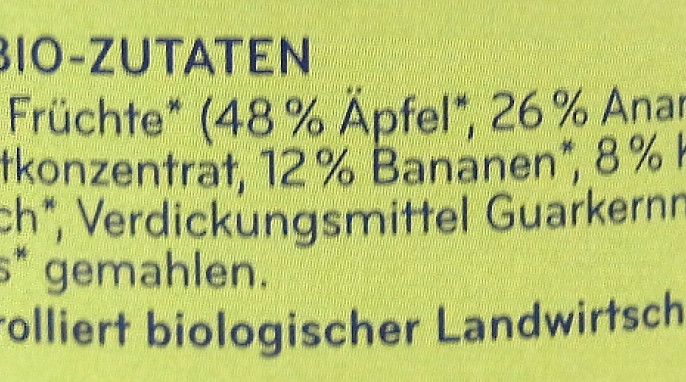 BIO-ZUTATEN
Früchte* (48 % Äpfel*, 26 % Anan
tkonzentrat, 12 % Bananen*, 8 %
ch*, Verdickungsmittel Guarkernm
s* gemahlen.
rolliert biologischer Landwirtsch